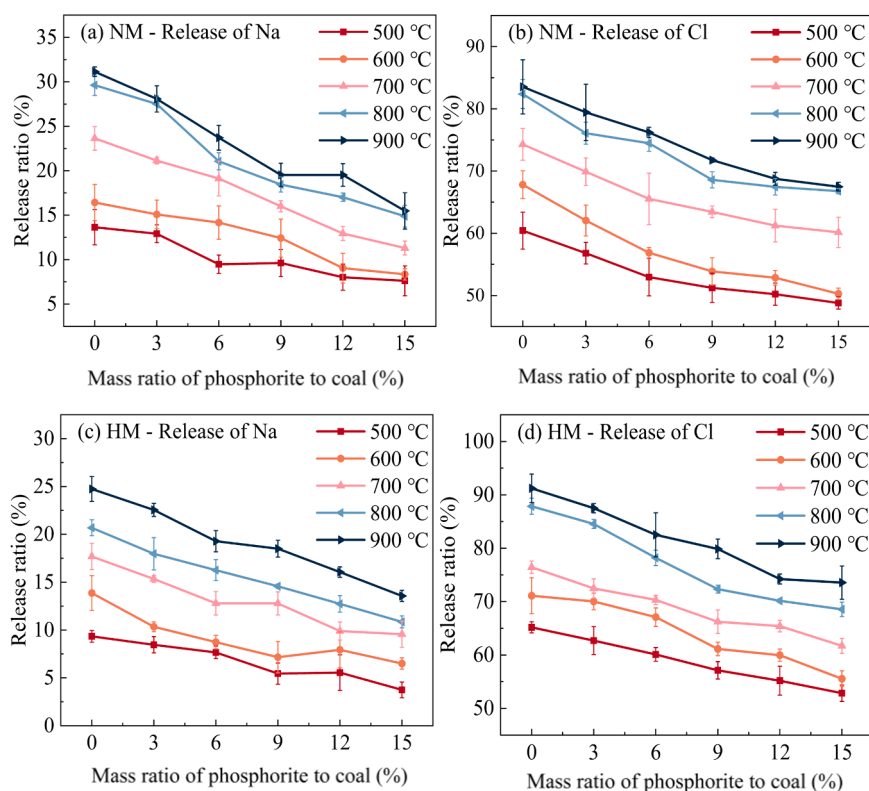 (a) NM - Release of Na
500 °C
600 °C
700 °C
800 °C
900 °C
35
30
25
20
15
10
5
Release ratio (%)
0 3 6 9 12 15
Mass ratio of phosphorite to coal (%)
(b) NM - Release of Cl
500 °C
600 °C
700 °C
800 °C
900 °C
90
80
70
60
50
Release ratio (%)
0 3 6 9 12 15
Mass ratio of phosphorite to coal (%)
(c) HM - Release of Na
500 °C
600 °C
700 °C
800 °C
900 °C
30
25
20
15
10
5
0
Release ratio (%)
0 3 6 9 12 15
Mass ratio of phosphorite to coal (%)
(d) HM - Release of Cl
500 °C
600 °C
700 °C
800 °C
900 °C
100
90
80
70
60
50
Release ratio (%)
0 3 6 9 12 15
Mass ratio of phosphorite to coal (%)